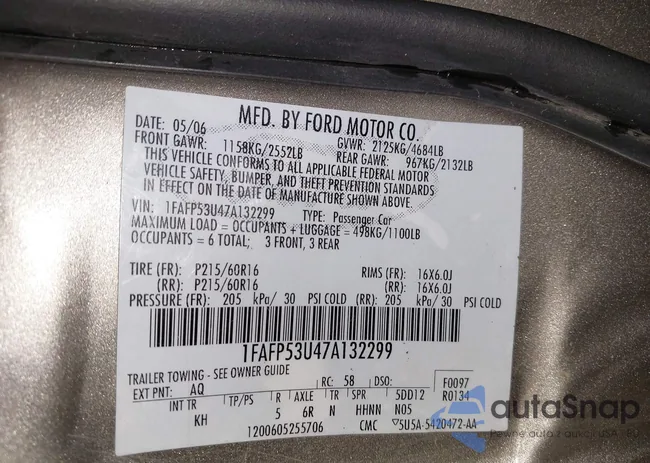 MFD. BY FORD MOTOR CO.
DATE: 05/06 GVWR: 2125KG/4684LB
FRONT GAWR: 1158KG/2552LB REAR GAWR: 967KG/2132LB
THIS VEHICLE CONFORMS TO ALL APPLICABLE FEDERAL MOTOR
VEHICLE SAFETY, BUMPER, AND THEFT PREVENTION STANDARDS
IN EFFECT ON THE DATE OF MANUFACTURE SHOWN ABOVE.
VIN: 1FAFP53U47A132299 TYPE: Passenger Car
MAXIMUM LOAD = OCCUPANTS + LUGGAGE = 498KG/1100LB
OCCUPANTS = 6 TOTAL; 3 FRONT, 3 REAR
TIRE (FR): P215/60R16 RIMS (FR): 16X6.0J
(RR): P215/60R16 (RR): 16X6.0J
PRESSURE (FR): 205 kPa/ 30 PSI COLD (RR): 205 kPa/ 30 PSI COLD
1FAFP53U47A132299
TRAILER TOWING - SEE OWNER GUIDE
EXT PNT: AQ RC: 58 DSO: F0097
INT TR TP/PS R AXLE TR SPR 5DD12 R0134
KH 5 6R N HHNN N05
1200605255706 CMC 5U5A-5420472-AA
autoSnap